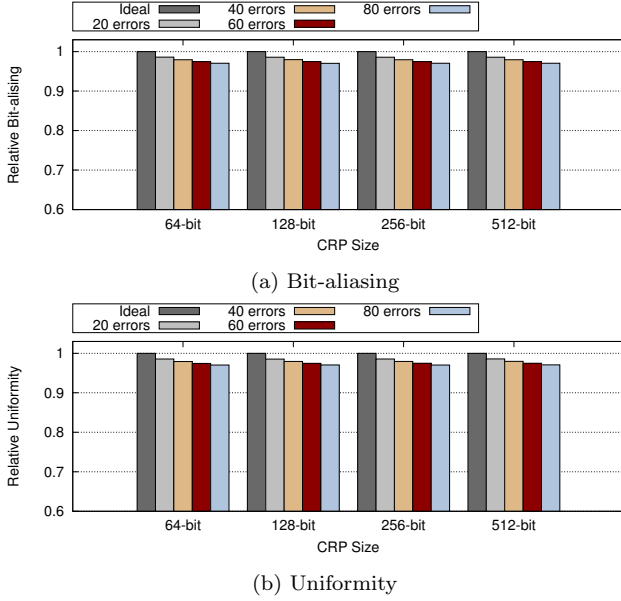 Ideal 40 errors 80 errors
20 errors 60 errors
1
0.9
0.8
0.7
0.6
Relative Bit-alising
64-bit 128-bit 256-bit 512-bit
CRP Size
(a) Bit-aliasing
Ideal 40 errors 80 errors
20 errors 60 errors
1
0.9
0.8
0.7
0.6
Relative Uniformity
64-bit 128-bit 256-bit 512-bit
CRP Size
(b) Uniformity